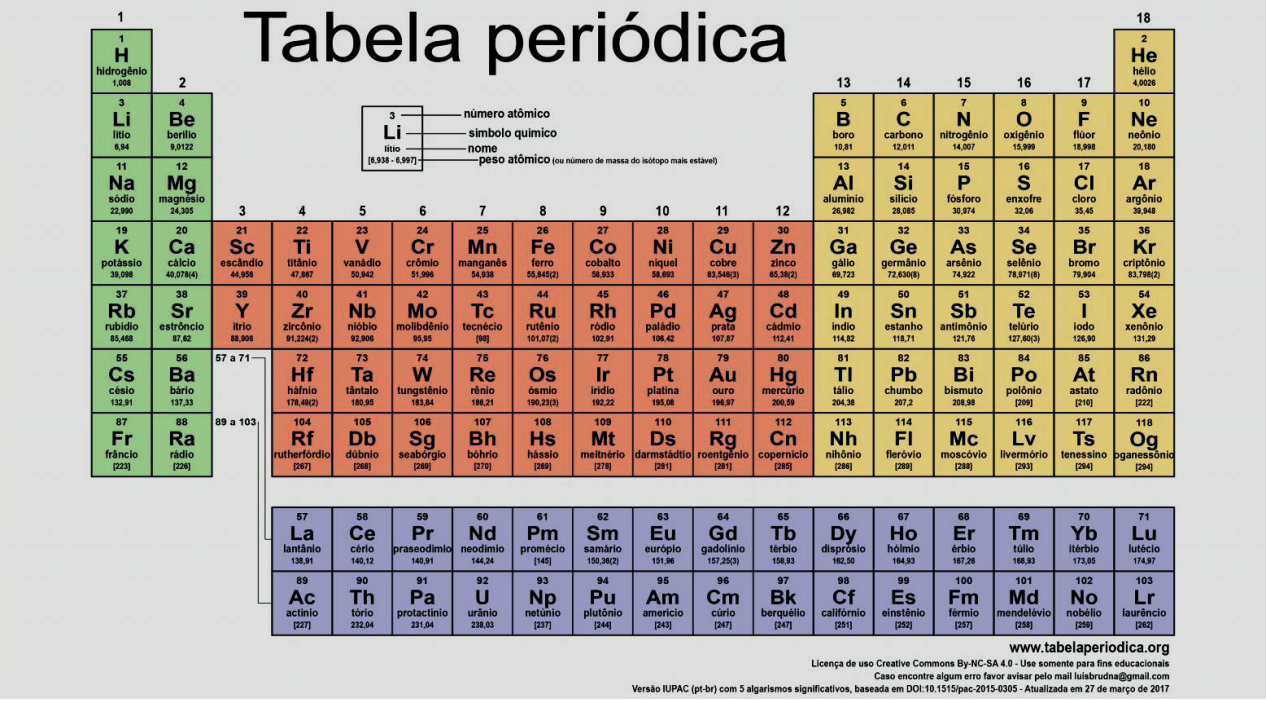 Tabela periódica
1 18
1 2
H He
hidrogênio hélio
1,008 4,0026
2 13 14 15 16 17
3 4 5 6 7 8 9 10
Li Be B C N O F Ne
lítio berílio boro carbono nitrogênio oxigênio flúor neônio
6,94 9,0122 10,81 12,011 14,007 15,999 18,998 20,180
3 número atômico
Li símbolo químico
lítio nome
[6,938 - 6,997] peso atômico (ou número de massa do isótopo mais estável)
11 12 13 14 15 16 17 18
Na Mg Al Si P S Cl Ar
sódio magnésio alumínio silício fósforo enxofre cloro argônio
22,990 24,305 26,982 28,085 30,974 32,06 35,45 39,948
3 4 5 6 7 8 9 10 11 12
19 20 21 22 23 24 25 26 27 28 29 30 31 32 33 34 35 36
K Ca Sc Ti V Cr Mn Fe Co Ni Cu Zn Ga Ge As Se Br Kr
potássio cálcio escândio titânio vanádio crômio manganês ferro cobalto níquel cobre zinco gálio germânio arsênio selênio bromo criptônio
39,098 40,078(4) 44,956 47,867 50,942 51,996 54,938 55,845(2) 58,933 58,693 63,546(3) 65,38(2) 69,723 72,630(8) 74,922 78,971(8) 79,904 83,798(2)
37 38 39 40 41 42 43 44 45 46 47 48 49 50 51 52 53 54
Rb Sr Y Zr Nb Mo Tc Ru Rh Pd Ag Cd In Sn Sb Te I Xe
rubídio estrôncio ítrio zircônio nióbio molibdênio tecnécio rutênio ródio paládio prata cádmio índio estanho antimônio telúrio iodo xenônio
85,468 87,62 88,906 91,224(2) 92,906 95,95 [98] 101,07(2) 102,91 106,42 107,87 112,41 114,82 118,71 121,76 127,60(3) 126,90 131,29
55 56 57 a 71 72 73 74 75 76 77 78 79 80 81 82 83 84 85 86
Cs Ba Hf Ta W Re Os Ir Pt Au Hg Tl Pb Bi Po At Rn
césio bário háfnio tântalo tungstênio rênio ósmio irídio platina ouro mercúrio tálio chumbo bismuto polônio astato radônio
132,91 137,33 178,49(2) 180,95 183,84 186,21 190,23(3) 192,22 195,08 196,97 200,59 204,38 207,2 208,98 [209] [210] [222]
87 88 89 a 103 104 105 106 107 108 109 110 111 112 113 114 115 116 117 118
Fr Ra Rf Db Sg Bh Hs Mt Ds Rg Cn Nh Fl Mc Lv Ts Og
frâncio rádio rutherfórdio dúbnio seabórgio bóhrio hássio meitnério darmstádtio roentgênio copernício nihônio fleróvio moscóvio livermório tenessino oganessônio
[223] [226] [267] [268] [269] [270] [269] [278] [281] [281] [285] [286] [289] [288] [293] [294] [294]
57 58 59 60 61 62 63 64 65 66 67 68 69 70 71
La Ce Pr Nd Pm Sm Eu Gd Tb Dy Ho Er Tm Yb Lu
lantânio cério praseodímio neodímio promécio samário európio gadolínio térbio disprósio hólmio érbio túlio itérbio lutécio
138,91 140,12 140,91 144,24 [145] 150,36(2) 151,96 157,25(3) 158,93 162,50 164,93 167,26 168,93 173,05 174,97
89 90 91 92 93 94 95 96 97 98 99 100 101 102 103
Ac Th Pa U Np Pu Am Cm Bk Cf Es Fm Md No Lr
actínio tório protactínio urânio netúnio plutônio amerício cúrio berquélio califórnio einstênio férmio mendelévio nobélio laurêncio
[227] 232,04 231,04 238,03 [237] [244] [243] [247] [247] [251] [252] [257] [258] [259] [262]
www.tabelaperiodica.org
Licença de uso Creative Commons By-NC-SA 4.0 - Use somente para fins educacionais
Caso encontre algum erro favor avisar pelo mail luisbrudna@gmail.com
Versão IUPAC (pt-br) com 5 algarismos significativos, baseada em DOI:10.1515/pac-2015-0305 - Atualizada em 27 de março de 2017